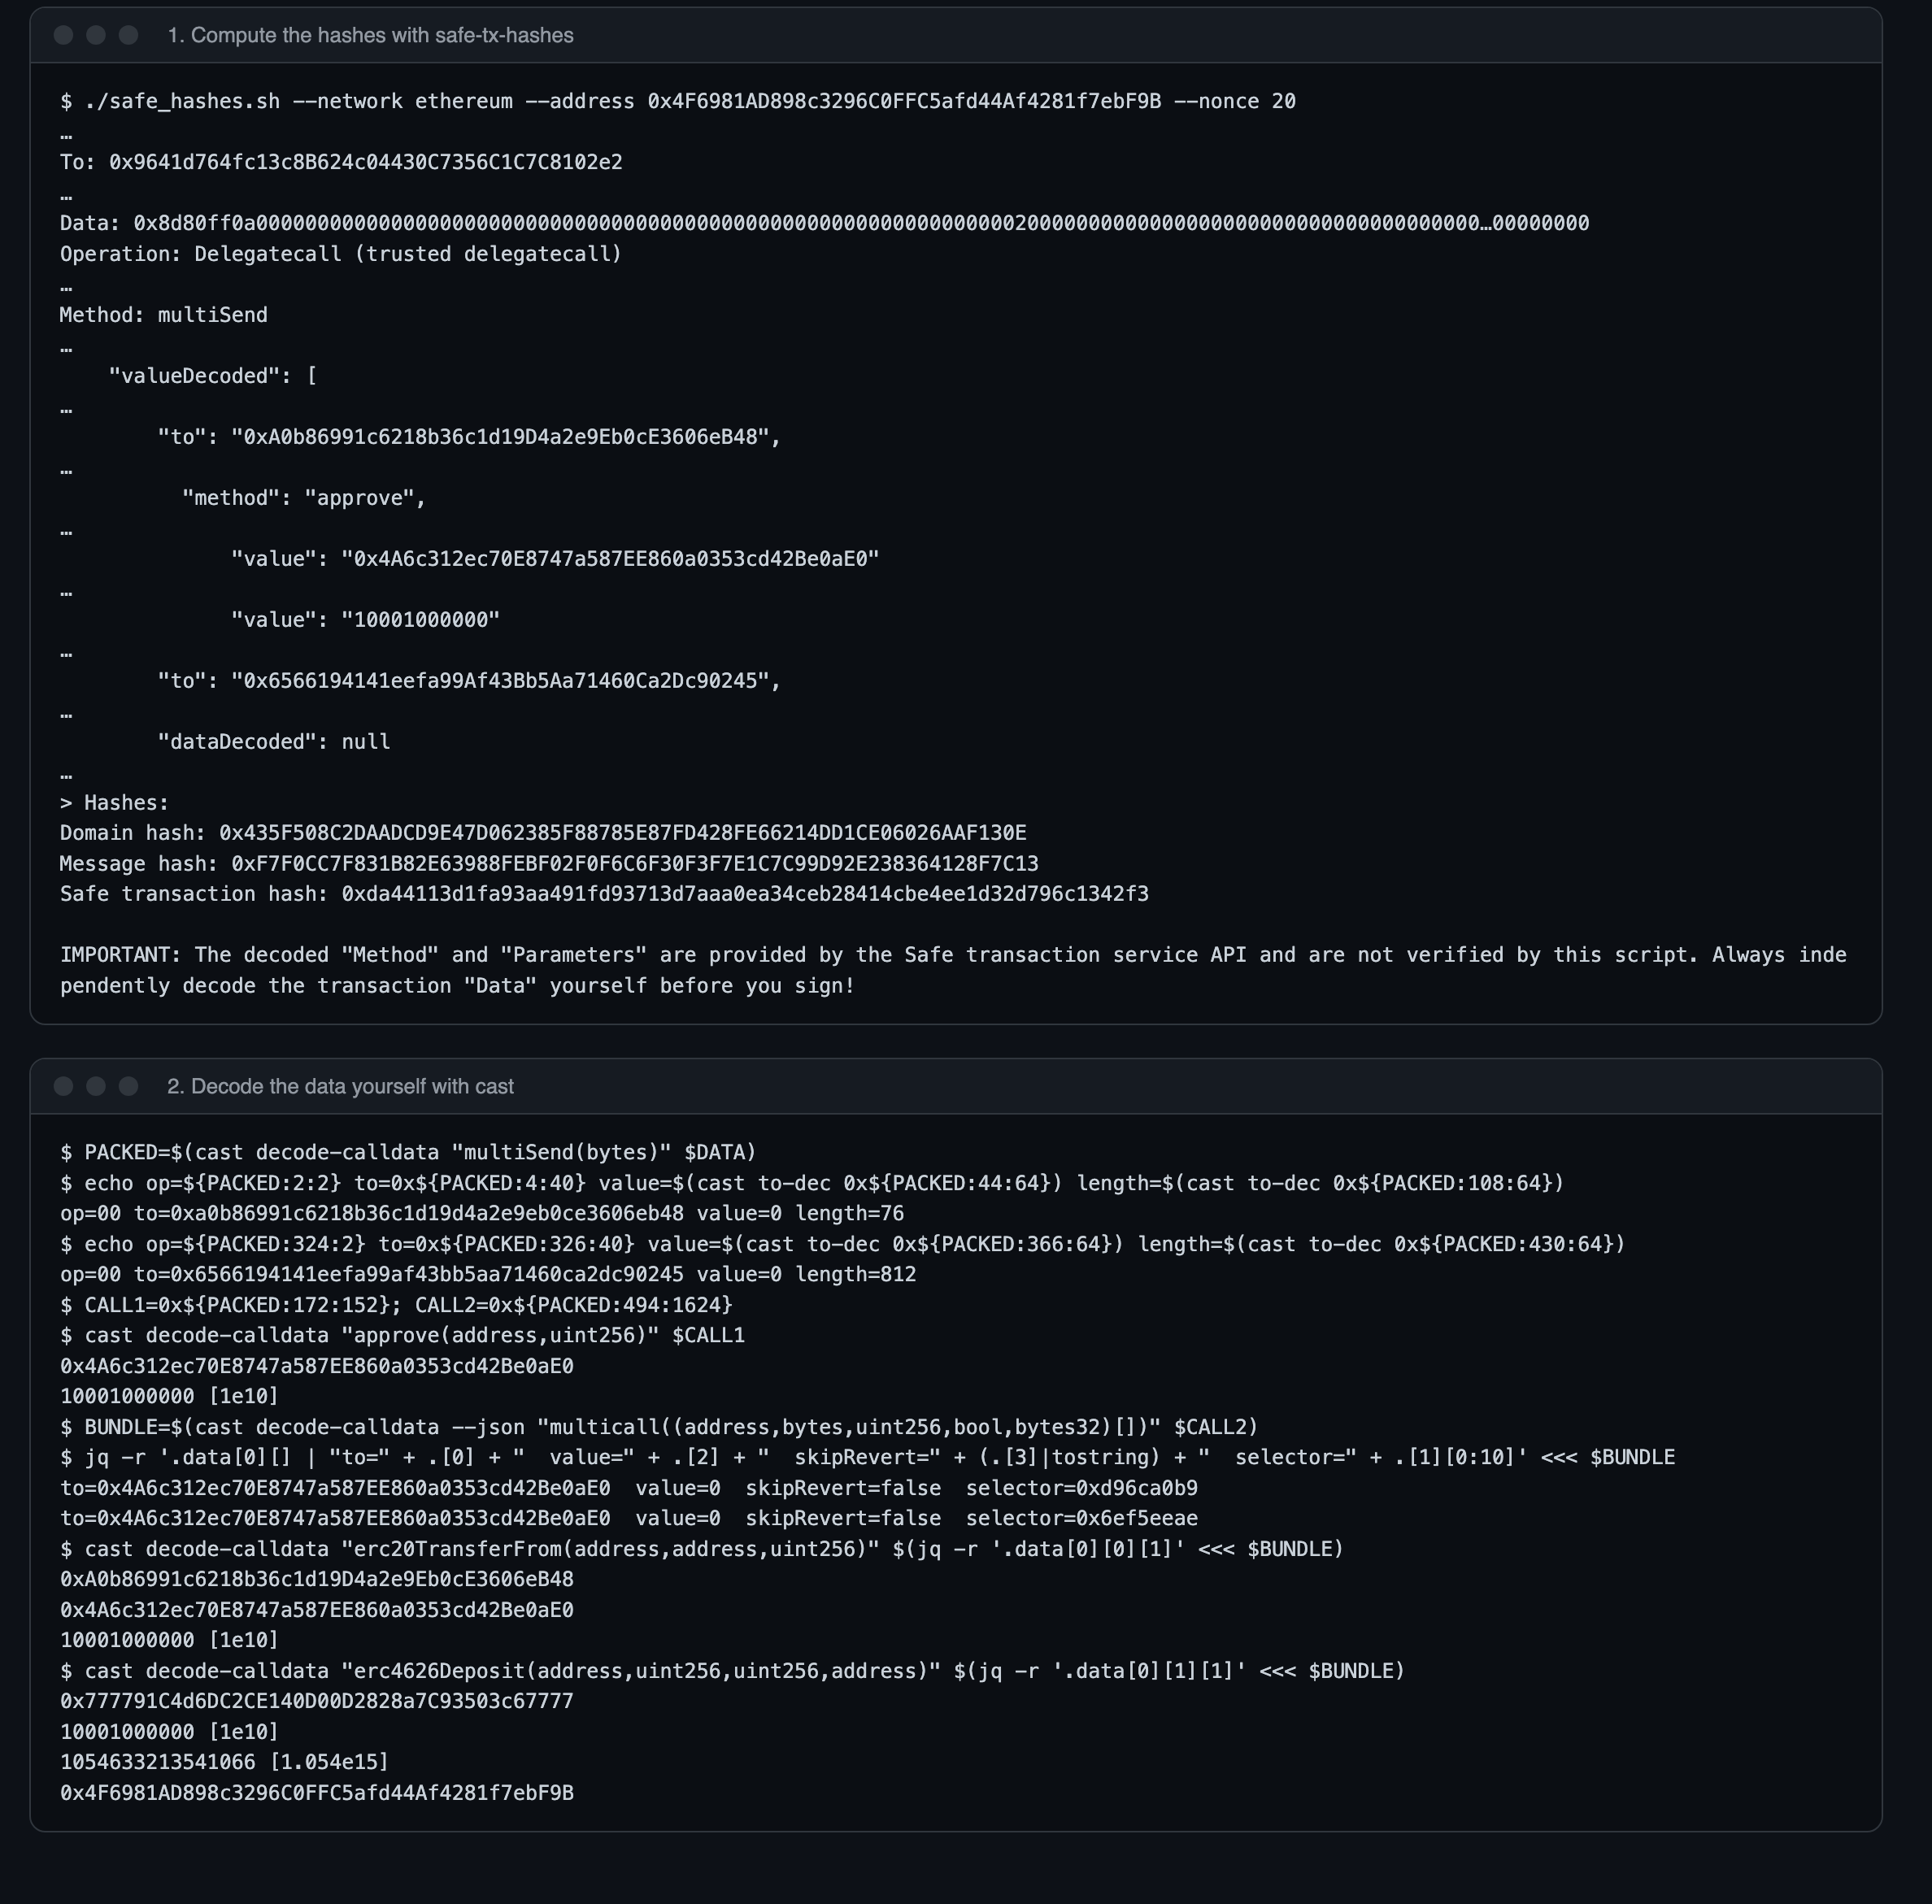 1. Compute the hashes with safe-tx-hashes
$ ./safe_hashes.sh --network ethereum --address 0x4F6981AD898c3296C0FFC5afd44Af4281f7ebF9B --nonce 20
…
To: 0x9641d764fc13c8B624c04430C7356C1C7C8102e2
…
Data: 0x8d80ff0a0000000000000000000000000000000000000000000000000000000000000020000000000000000000000000000000000000…00000000
Operation: Delegatecall (trusted delegatecall)
…
Method: multiSend
…
"valueDecoded": [
…
"to": "0xA0b86991c6218b36c1d19D4a2e9Eb0cE3606eB48",
…
"method": "approve",
…
"value": "0x4A6c312ec70E8747a587EE860a0353cd42Be0aE0"
…
"value": "10001000000"
…
"to": "0x6566194141eefa99Af43Bb5Aa71460Ca2Dc90245",
…
"dataDecoded": null
…
> Hashes:
Domain hash: 0x435F508C2DAADCD9E47D062385F88785E87FD428FE66214DD1CE06026AAF130E
Message hash: 0xF7F0CC7F831B82E63988FEBF02F0F6C6F30F3F7E1C7C99D92E238364128F7C13
Safe transaction hash: 0xda44113d1fa93aa491fd93713d7aaa0ea34ceb28414cbe4ee1d32d796c1342f3
IMPORTANT: The decoded "Method" and "Parameters" are provided by the Safe transaction service API and are not verified by this script. Always inde
pendently decode the transaction "Data" yourself before you sign!
2. Decode the data yourself with cast
$ PACKED=$(cast decode-calldata "multiSend(bytes)" $DATA)
$ echo op=${PACKED:2:2} to=0x${PACKED:4:40} value=$(cast to-dec 0x${PACKED:44:64}) length=$(cast to-dec 0x${PACKED:108:64})
op=00 to=0xa0b86991c6218b36c1d19d4a2e9eb0ce3606eb48 value=0 length=76
$ echo op=${PACKED:324:2} to=0x${PACKED:326:40} value=$(cast to-dec 0x${PACKED:366:64}) length=$(cast to-dec 0x${PACKED:430:64})
op=00 to=0x6566194141eefa99af43bb5aa71460ca2dc90245 value=0 length=812
$ CALL1=0x${PACKED:172:152}; CALL2=0x${PACKED:494:1624}
$ cast decode-calldata "approve(address,uint256)" $CALL1
0x4A6c312ec70E8747a587EE860a0353cd42Be0aE0
10001000000 [1e10]
$ BUNDLE=$(cast decode-calldata --json "multicall((address,bytes,uint256,bool,bytes32)[])" $CALL2)
$ jq -r '.data[0][] | "to=" + .[0] + "  value=" + .[2] + "  skipRevert=" + (.[3]|tostring) + "  selector=" + .[1][0:10]' <<< $BUNDLE
to=0x4A6c312ec70E8747a587EE860a0353cd42Be0aE0  value=0  skipRevert=false  selector=0xd96ca0b9
to=0x4A6c312ec70E8747a587EE860a0353cd42Be0aE0  value=0  skipRevert=false  selector=0x6ef5eeae
$ cast decode-calldata "erc20TransferFrom(address,address,uint256)" $(jq -r '.data[0][0][1]' <<< $BUNDLE)
0xA0b86991c6218b36c1d19D4a2e9Eb0cE3606eB48
0x4A6c312ec70E8747a587EE860a0353cd42Be0aE0
10001000000 [1e10]
$ cast decode-calldata "erc4626Deposit(address,uint256,uint256,address)" $(jq -r '.data[0][1][1]' <<< $BUNDLE)
0x777791C4d6DC2CE140D00D2828a7C93503c67777
10001000000 [1e10]
1054633213541066 [1.054e15]
0x4F6981AD898c3296C0FFC5afd44Af4281f7ebF9B